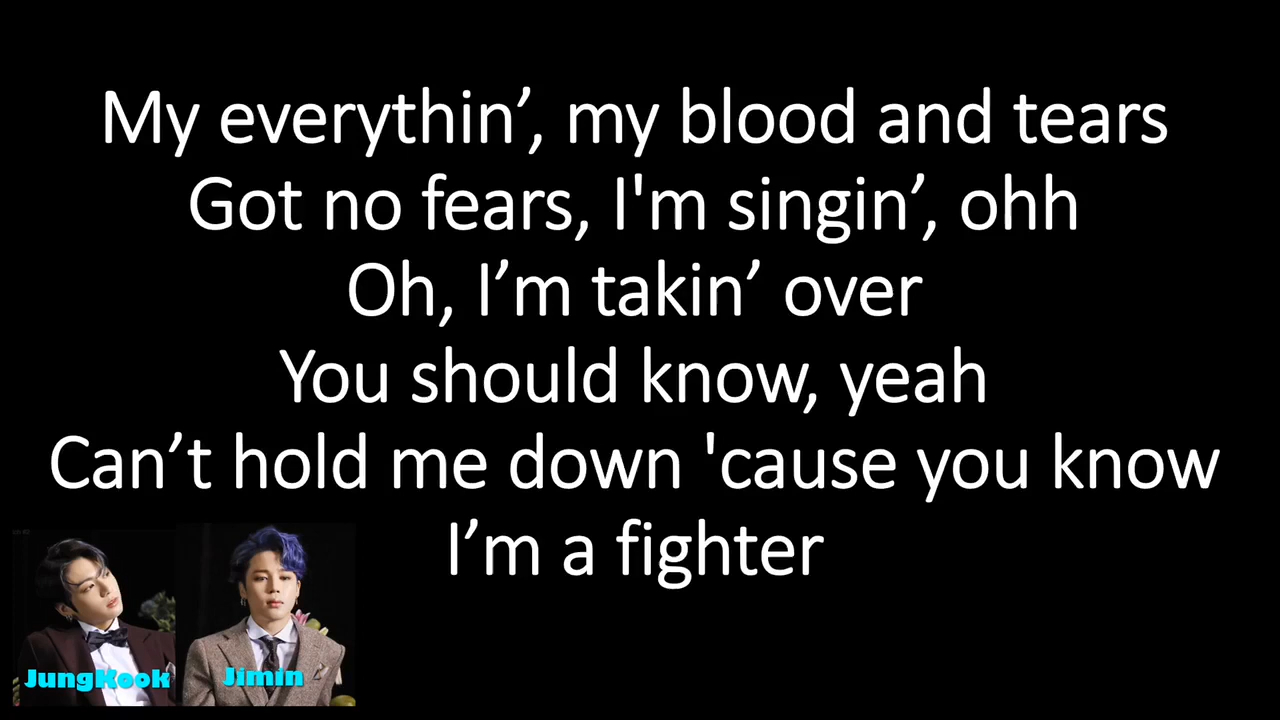 My everythin’, my blood and tears
Got no fears, I'm singin’, ohh
Oh, I’m takin’ over
You should know, yeah
Can’t hold me down 'cause you know
I’m a fighter
JungKook
Jimin